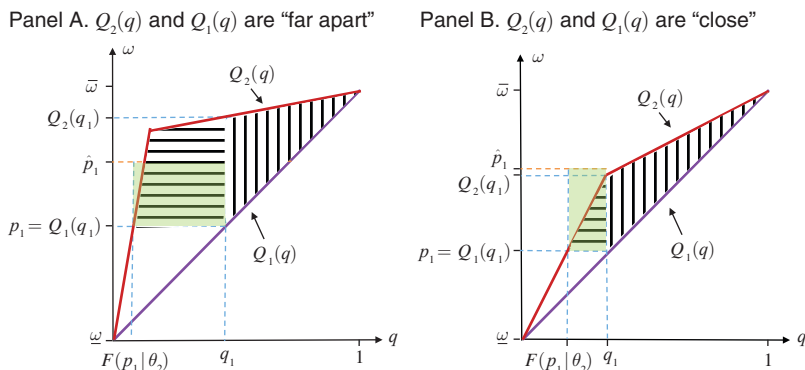 Panel A. Q₂(q) and Q₁(q) are “far apart”
ω
ω̅
Q₂(q)
Q₂(q₁)
p̂₁
p₁ = Q₁(q₁)
Q₁(q)
ω̲
q
F(p₁|θ₂)
q₁
1
Panel B. Q₂(q) and Q₁(q) are “close”
ω
ω̅
Q₂(q)
p̂₁
Q₂(q₁)
p₁ = Q₁(q₁)
Q₁(q)
ω̲
q
F(p₁|θ₂)
q₁
1